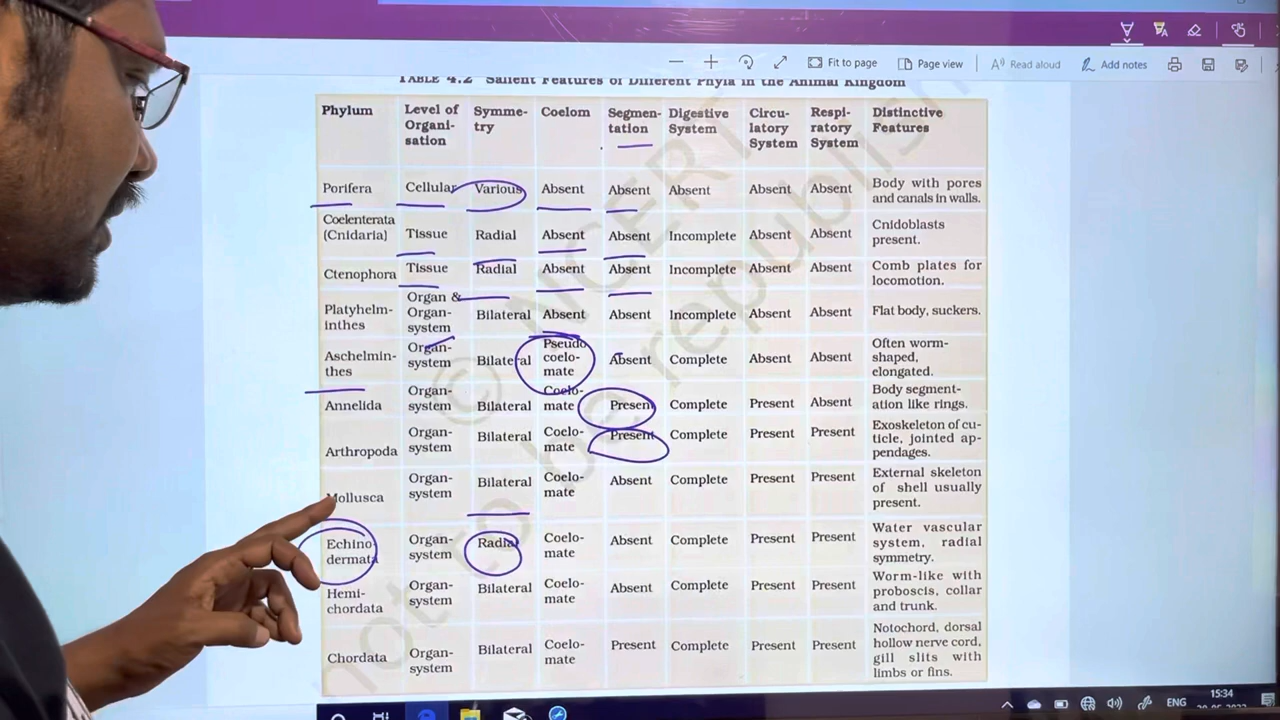 Fit to page
Page view
Read aloud
Add notes
TABLE 4.2 Salient Features of Different Phyla in the Animal Kingdom
Phylum Level of Organi- sation Symme- try Coelom Segmen- tation Digestive System Circu- latory System Respi- ratory System Distinctive Features
Porifera Cellular Various Absent Absent Absent Absent Absent Body with pores and canals in walls.
Coelenterata (Cnidaria) Tissue Radial Absent Absent Incomplete Absent Absent Cnidoblasts present.
Ctenophora Tissue Radial Absent Absent Incomplete Absent Absent Comb plates for locomotion.
Platyhelm- inthes Organ & Organ- system Bilateral Absent Absent Incomplete Absent Absent Flat body, suckers.
Aschelmin- thes Organ- system Bilateral Pseudo coelo- mate Absent Complete Absent Absent Often worm- shaped, elongated.
Annelida Organ- system Bilateral Coelo- mate Present Complete Present Absent Body segment- ation like rings.
Arthropoda Organ- system Bilateral Coelo- mate Present Complete Present Present Exoskeleton of cu- ticle, jointed ap- pendages.
Mollusca Organ- system Bilateral Coelo- mate Absent Complete Present Present External skeleton of shell usually present.
Echino- dermata Organ- system Radial Coelo- mate Absent Complete Present Present Water vascular system, radial symmetry.
Hemi- chordata Organ- system Bilateral Coelo- mate Absent Complete Present Present Worm-like with proboscis, collar and trunk.
Chordata Organ- system Bilateral Coelo- mate Present Complete Present Present Notochord, dorsal hollow nerve cord, gill slits with limbs or fins.
© NCERT
not to be republish
ENG
15:34